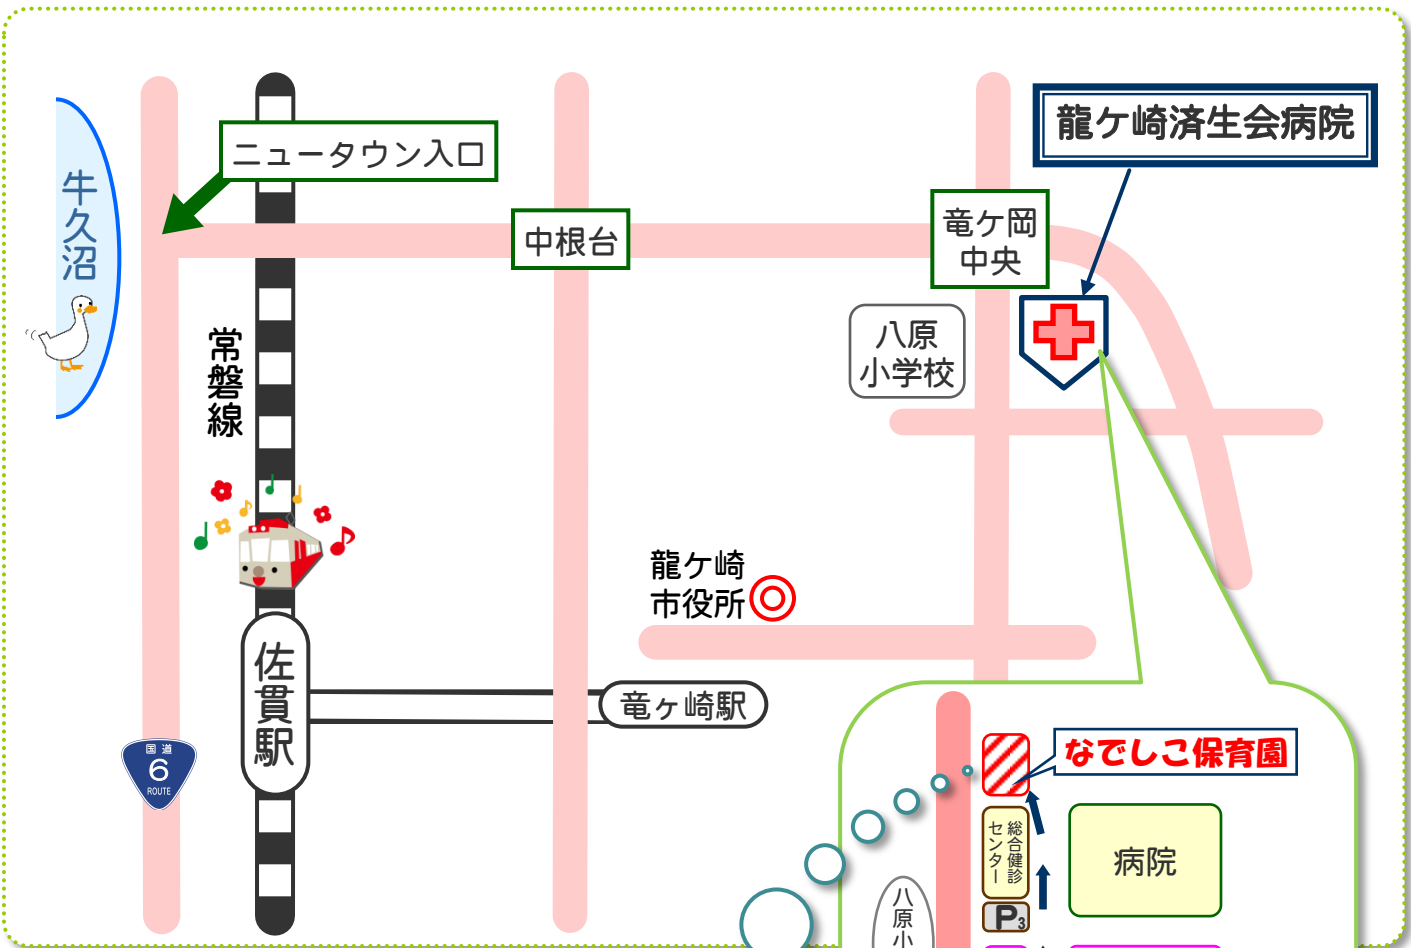 龍ケ崎済生会病院
ニュータウン入口
牛久沼
中根台
竜ケ岡
中央
八原
小学校
常磐線
龍ケ崎
市役所
佐貫駅
竜ヶ崎駅
国道
6
ROUTE
なでしこ保育園
総合健診
センター
病院
P3
八原小